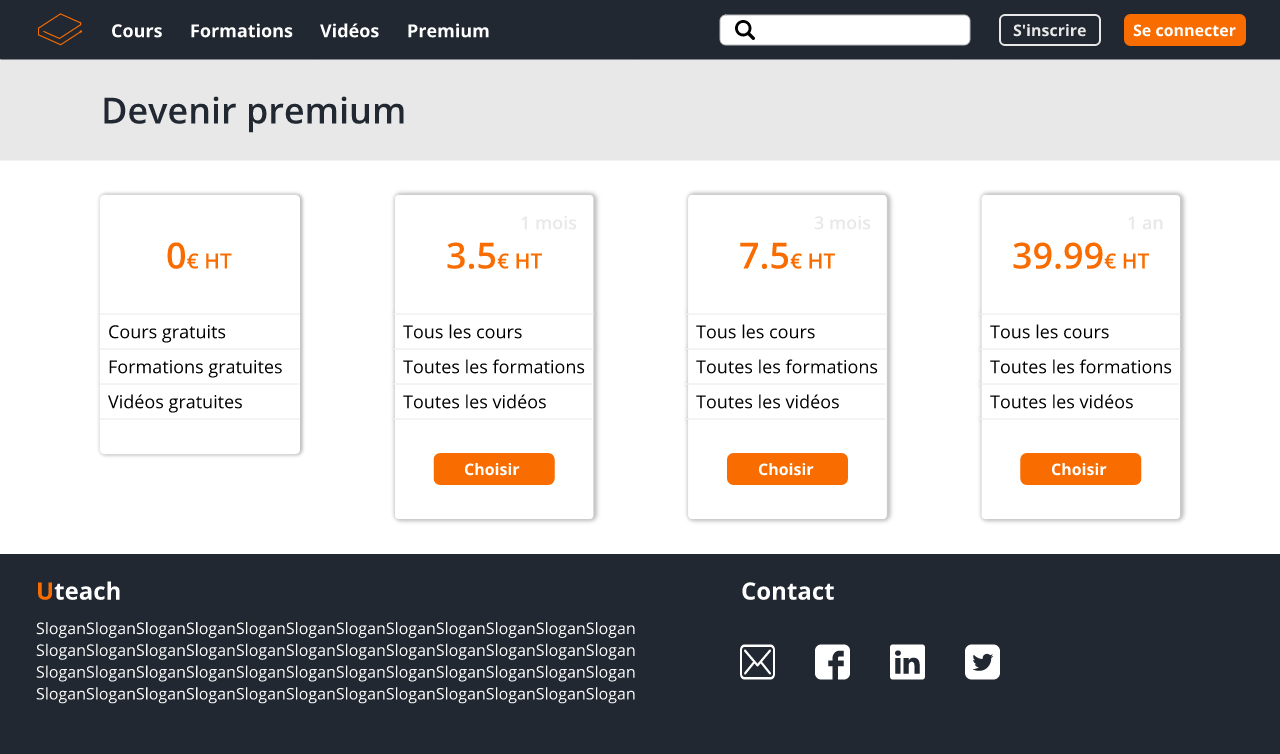 Cours Formations Vidéos Premium S'inscrire Se connecter
Devenir premium
0€ HT
Cours gratuits
Formations gratuites
Vidéos gratuites
1 mois
3.5€ HT
Tous les cours
Toutes les formations
Toutes les vidéos
Choisir
3 mois
7.5€ HT
Tous les cours
Toutes les formations
Toutes les vidéos
Choisir
1 an
39.99€ HT
Tous les cours
Toutes les formations
Toutes les vidéos
Choisir
Uteach
SloganSloganSloganSloganSloganSloganSloganSloganSloganSloganSloganSlogan
SloganSloganSloganSloganSloganSloganSloganSloganSloganSloganSloganSlogan
SloganSloganSloganSloganSloganSloganSloganSloganSloganSloganSloganSlogan
SloganSloganSloganSloganSloganSloganSloganSloganSloganSloganSloganSlogan
Contact